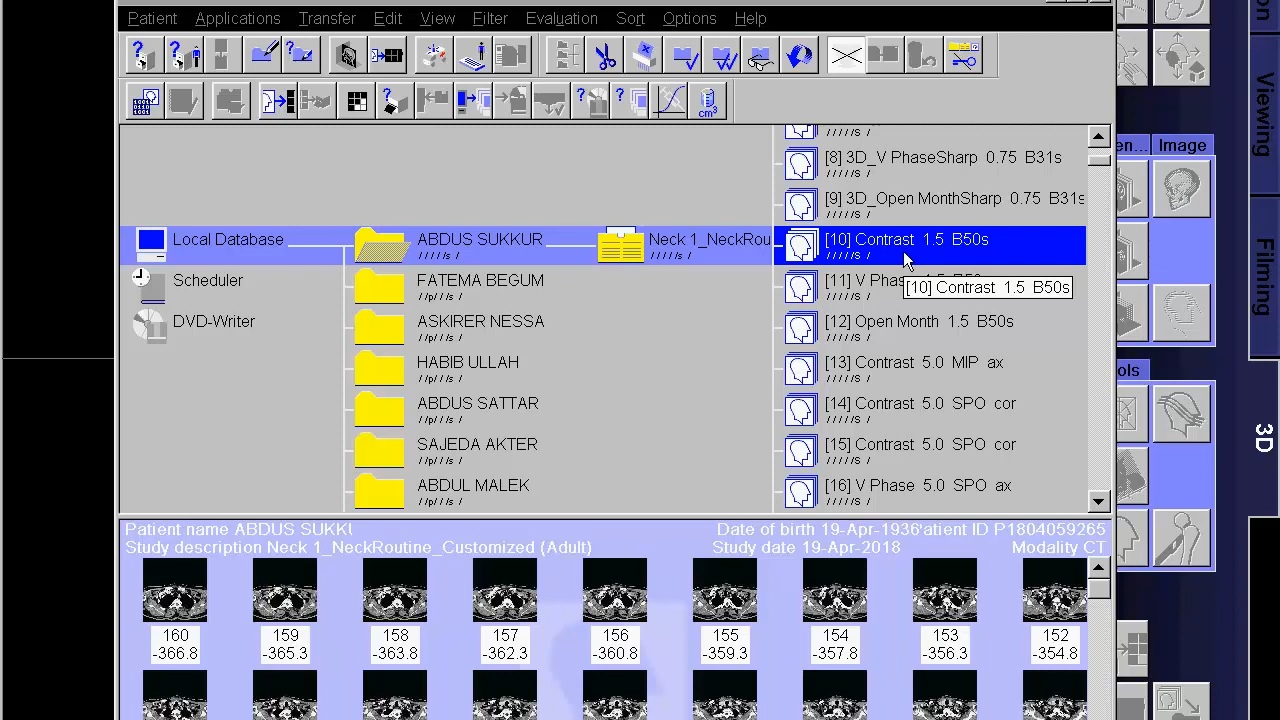 Patient Applications Transfer Edit View Filter Evaluation Sort Options Help
cm³
[8] 3D_V PhaseSharp 0.75 B31s
/////s /
[9] 3D_Open MonthSharp 0.75 B31s
/////s /
Local Database
ABDUS SUKKUR
/////s /
Neck 1_NeckRou
/////s /
[10] Contrast 1.5 B50s
/////s /
Scheduler
FATEMA BEGUM
//p//s /
[11] V Phas
[10] Contrast 1.5 B50s
/////s /
DVD-Writer
ASKIRER NESSA
//p//s /
[12] Open Month 1.5 B50s
/////s /
HABIB ULLAH
//p//s /
[13] Contrast 5.0 MIP ax
/////s /
ABDUS SATTAR
//p//s /
[14] Contrast 5.0 SPO cor
/////s /
SAJEDA AKTER
//p//s /
[15] Contrast 5.0 SPO cor
/////s /
ABDUL MALEK
//p//s /
[16] V Phase 5.0 SPO ax
/////s /
Patient name ABDUS SUKKU
Date of birth 19-Apr-1936 atient ID P1804059265
Study description Neck 1_NeckRoutine_Customized (Adult)
Study date 19-Apr-2018
Modality CT
160 159 158 157 156 155 154 153 152
-366.8 -365.3 -363.8 -362.3 -360.8 -359.3 -357.8 -356.3 -354.8
en...
Image
ols
Viewing
Filming
3D